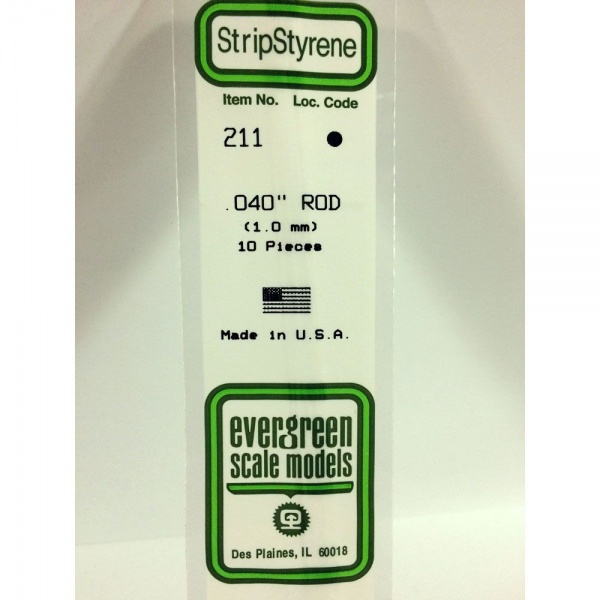 StripStyrene
Item No. Loc. Code
211 ●
.040" ROD
(1.0 mm)
10 Pieces
Made in U.S.A.
evergreen
scale models
Des Plaines, IL 60018